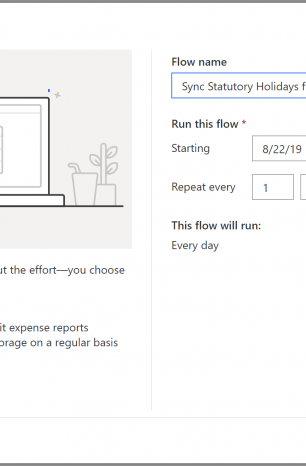 Flow name
Sync Statutory Holidays f
Run this flow *
Starting
8/22/19
Repeat every
1
This flow will run:
Every day
ut the effort—you choose
it expense reports
orage on a regular basis